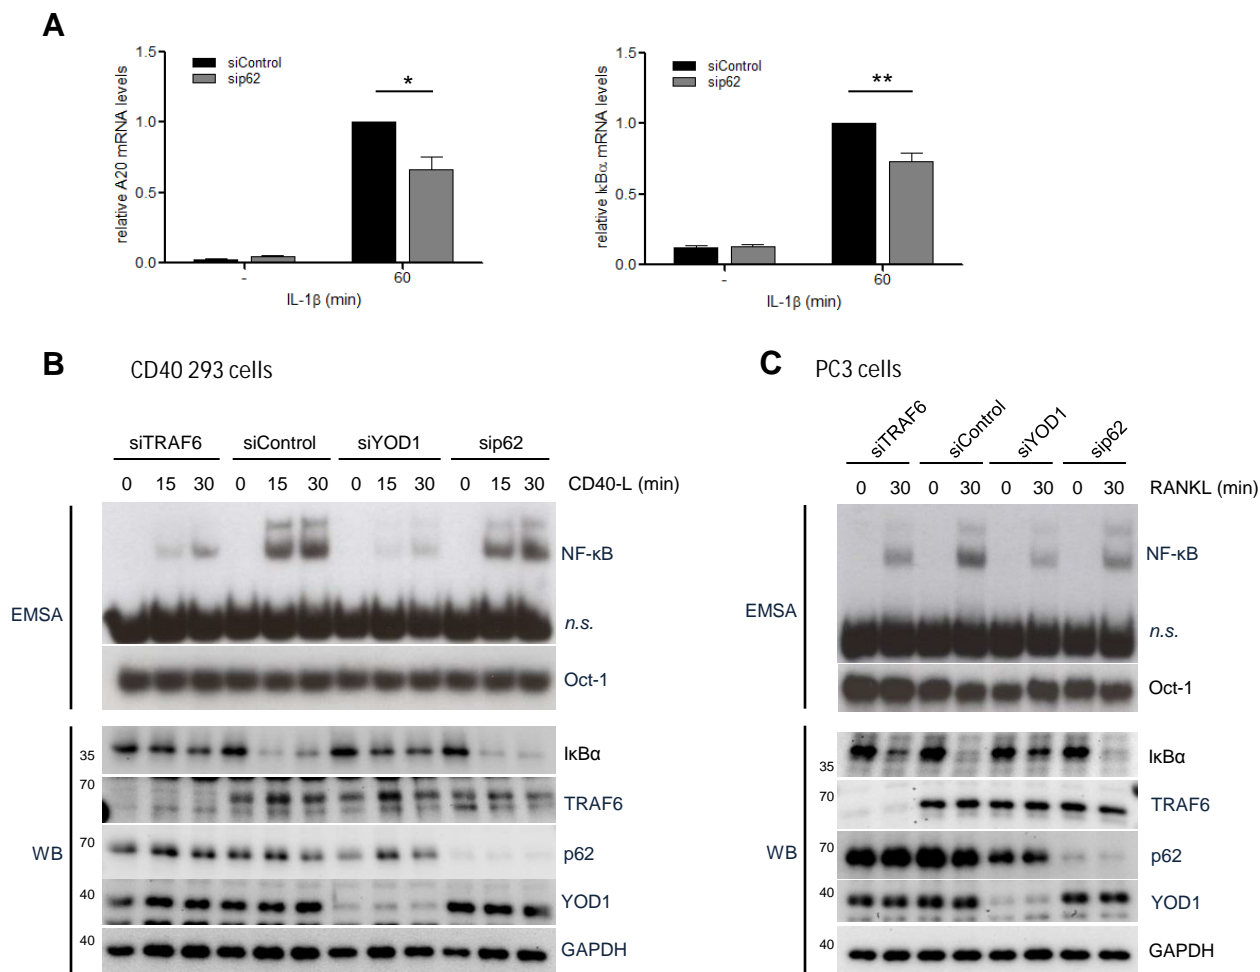 A
1.5
1.0
0.5
0.0
relative A20 mRNA levels
siControl
sip62
*
-
60
IL-1β (min)
1.5
1.0
0.5
0.0
relative IκBα mRNA levels
siControl
sip62
**
-
60
IL-1β (min)
B
CD40 293 cells
siTRAF6 siControl siYOD1 sip62
0 15 30 0 15 30 0 15 30 0 15 30 CD40-L (min)
EMSA
NF-κB
n.s.
Oct-1
WB
35 IκBα
70 TRAF6
70 p62
40 YOD1
40 GAPDH
C
PC3 cells
siTRAF6 siControl siYOD1 sip62
0 30 0 30 0 30 0 30 RANKL (min)
EMSA
NF-κB
n.s.
Oct-1
WB
35 IκBα
70 TRAF6
70 p62
40 YOD1
40 GAPDH